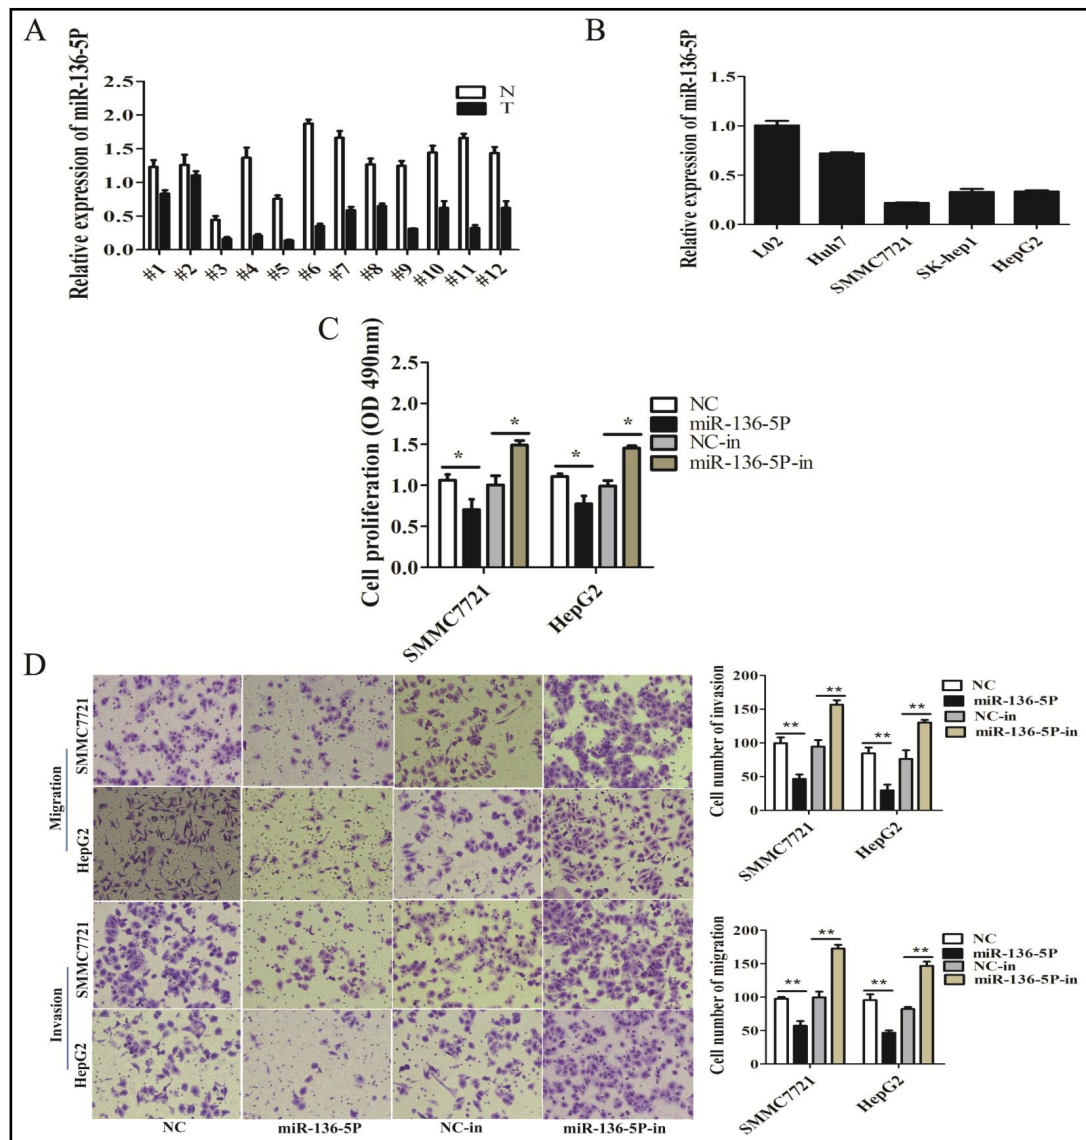 A
Relative expression of miR-136-5P
2.5
2.0
1.5
1.0
0.5
0.0
N
T
#1 #2 #3 #4 #5 #6 #7 #8 #9 #10 #11 #12
B
Relative expression of miR-136-5P
1.5
1.0
0.5
0.0
L02 Huh7 SMMC7721 SK-hep1 HepG2
C
Cell proliferation (OD 490nm)
2.5
2.0
1.5
1.0
0.5
0.0
* * * *
NC
miR-136-5P
NC-in
miR-136-5P-in
SMMC7721 HepG2
D
Migration
SMMC7721
HepG2
Invasion
SMMC7721
HepG2
NC miR-136-5P NC-in miR-136-5P-in
Cell number of invasion
200
150
100
50
0
** ** ** **
NC
miR-136-5P
NC-in
miR-136-5P-in
SMMC7721 HepG2
Cell number of migration
200
150
100
50
0
** ** ** **
NC
miR-136-5P
NC-in
miR-136-5P-in
SMMC7721 HepG2